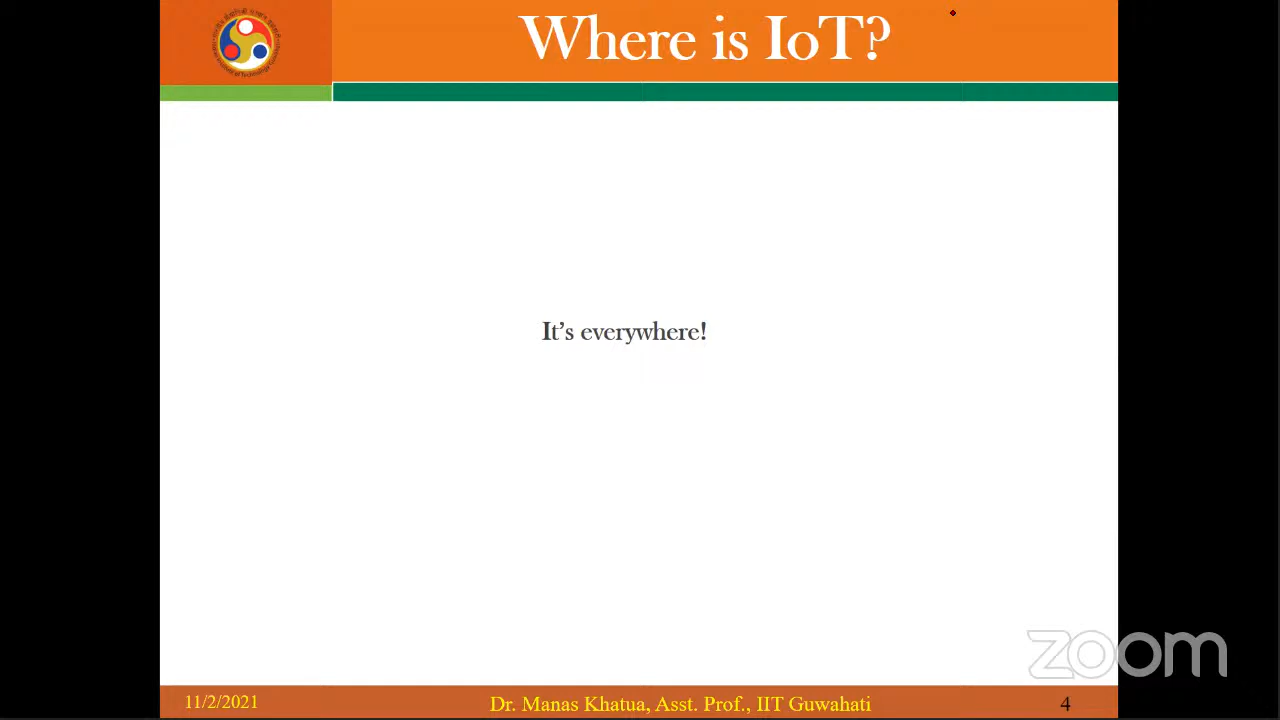 Where is IoT?
It's everywhere!
zoom
11/2/2021
Dr. Manas Khatua, Asst. Prof., IIT Guwahati
4